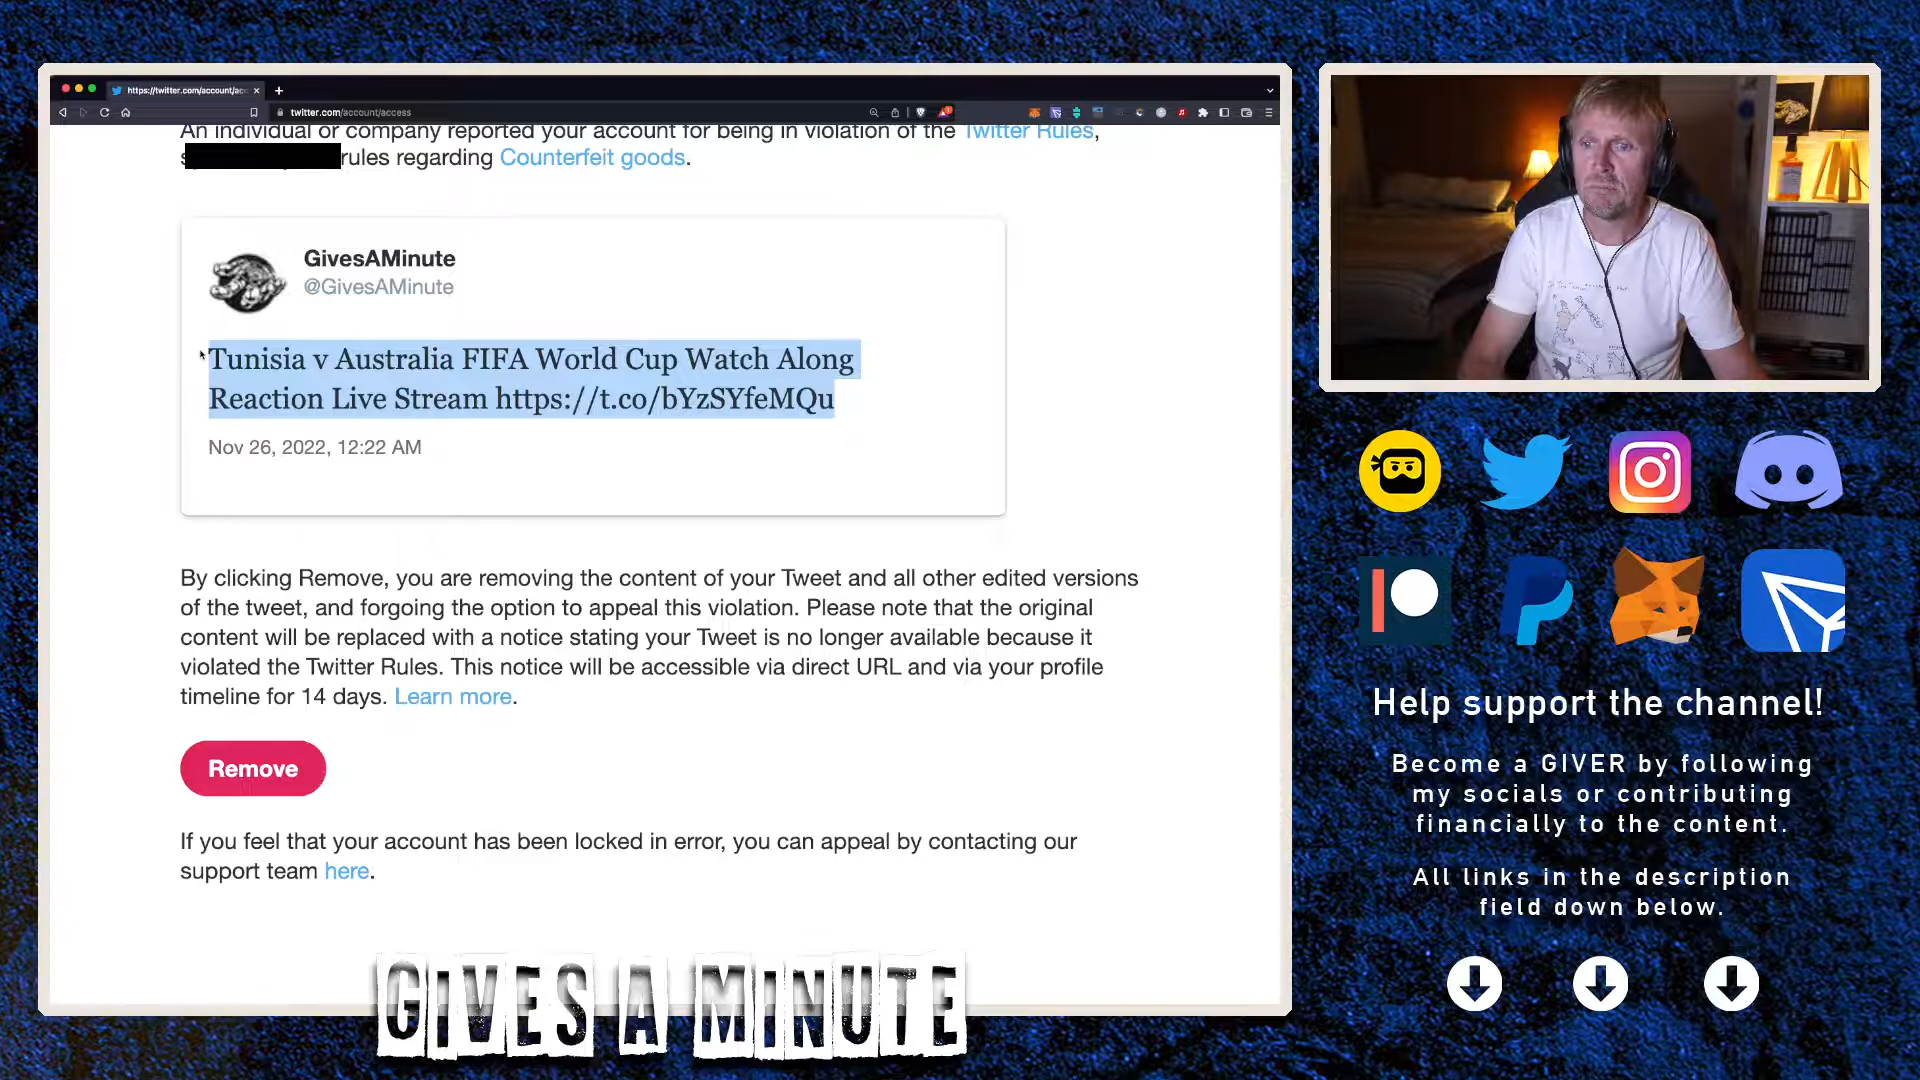 https://twitter.com/account/acc
twitter.com/account/access
An individual or company reported your account for being in violation of the Twitter Rules,
rules regarding Counterfeit goods.
GivesAMinute
@GivesAMinute
Tunisia v Australia FIFA World Cup Watch Along
Reaction Live Stream https://t.co/bYzSYfeMQu
Nov 26, 2022, 12:22 AM
By clicking Remove, you are removing the content of your Tweet and all other edited versions
of the tweet, and forgoing the option to appeal this violation. Please note that the original
content will be replaced with a notice stating your Tweet is no longer available because it
violated the Twitter Rules. This notice will be accessible via direct URL and via your profile
timeline for 14 days. Learn more.
Remove
If you feel that your account has been locked in error, you can appeal by contacting our
support team here.
GIVES A MINUTE
Help support the channel!
Become a GIVER by following
my socials or contributing
financially to the content.
All links in the description
field down below.